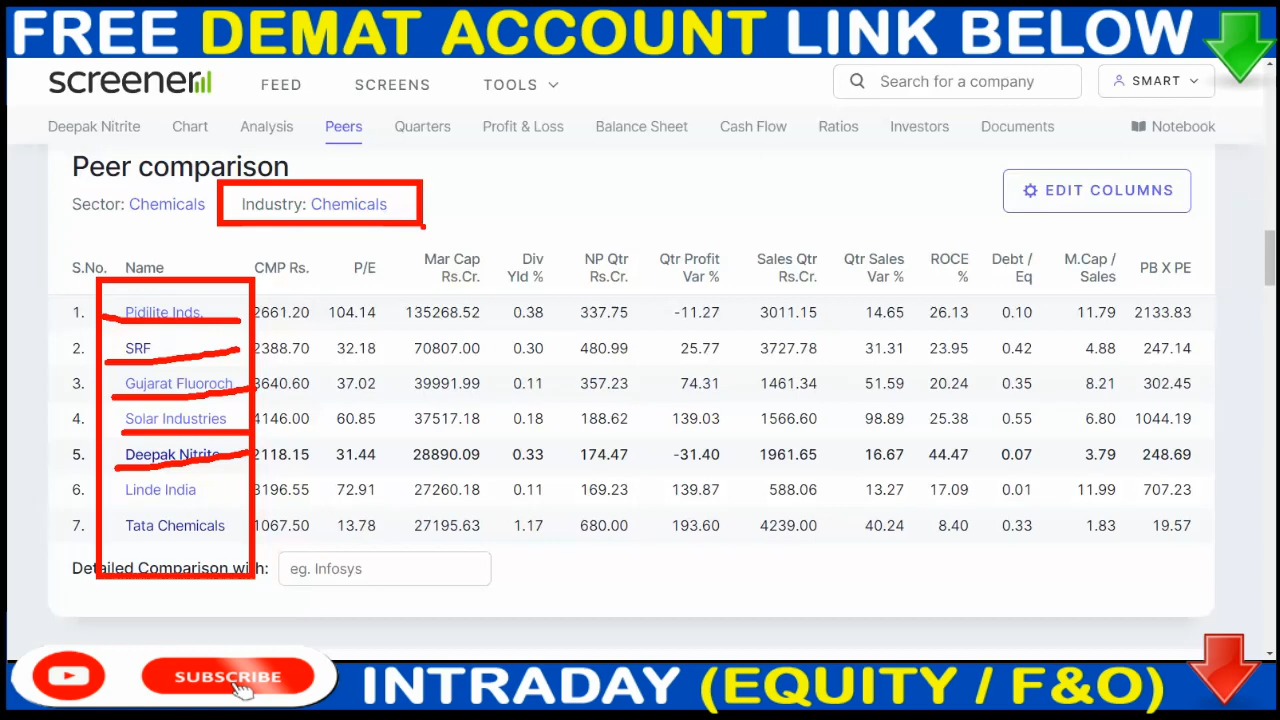 FREE DEMAT ACCOUNT LINK BELOW
screener FEED SCREENS TOOLS Search for a company SMART
Deepak Nitrite Chart Analysis Peers Quarters Profit & Loss Balance Sheet Cash Flow Ratios Investors Documents Notebook
Peer comparison
Sector: Chemicals Industry: Chemicals EDIT COLUMNS
S.No. Name CMP Rs. P/E Mar Cap Rs.Cr. Div Yld % NP Qtr Rs.Cr. Qtr Profit Var % Sales Qtr Rs.Cr. Qtr Sales Var % ROCE % Debt / Eq M.Cap / Sales PB X PE
1. Pidilite Inds. 2661.20 104.14 135268.52 0.38 337.75 -11.27 3011.15 14.65 26.13 0.10 11.79 2133.83
2. SRF 2388.70 32.18 70807.00 0.30 480.99 25.77 3727.78 31.31 23.95 0.42 4.88 247.14
3. Gujarat Fluoroch. 3640.60 37.02 39991.99 0.11 357.23 74.31 1461.34 51.59 20.24 0.35 8.21 302.45
4. Solar Industries 4146.00 60.85 37517.18 0.18 188.62 139.03 1566.60 98.89 25.38 0.55 6.80 1044.19
5. Deepak Nitrite 2118.15 31.44 28890.09 0.33 174.47 -31.40 1961.65 16.67 44.47 0.07 3.79 248.69
6. Linde India 3196.55 72.91 27260.18 0.11 169.23 139.87 588.06 13.27 17.09 0.01 11.99 707.23
7. Tata Chemicals 1067.50 13.78 27195.63 1.17 680.00 193.60 4239.00 40.24 8.40 0.33 1.83 19.57
Detailed Comparison with: eg. Infosys
SUBSCRIBE INTRADAY (EQUITY / F&O)